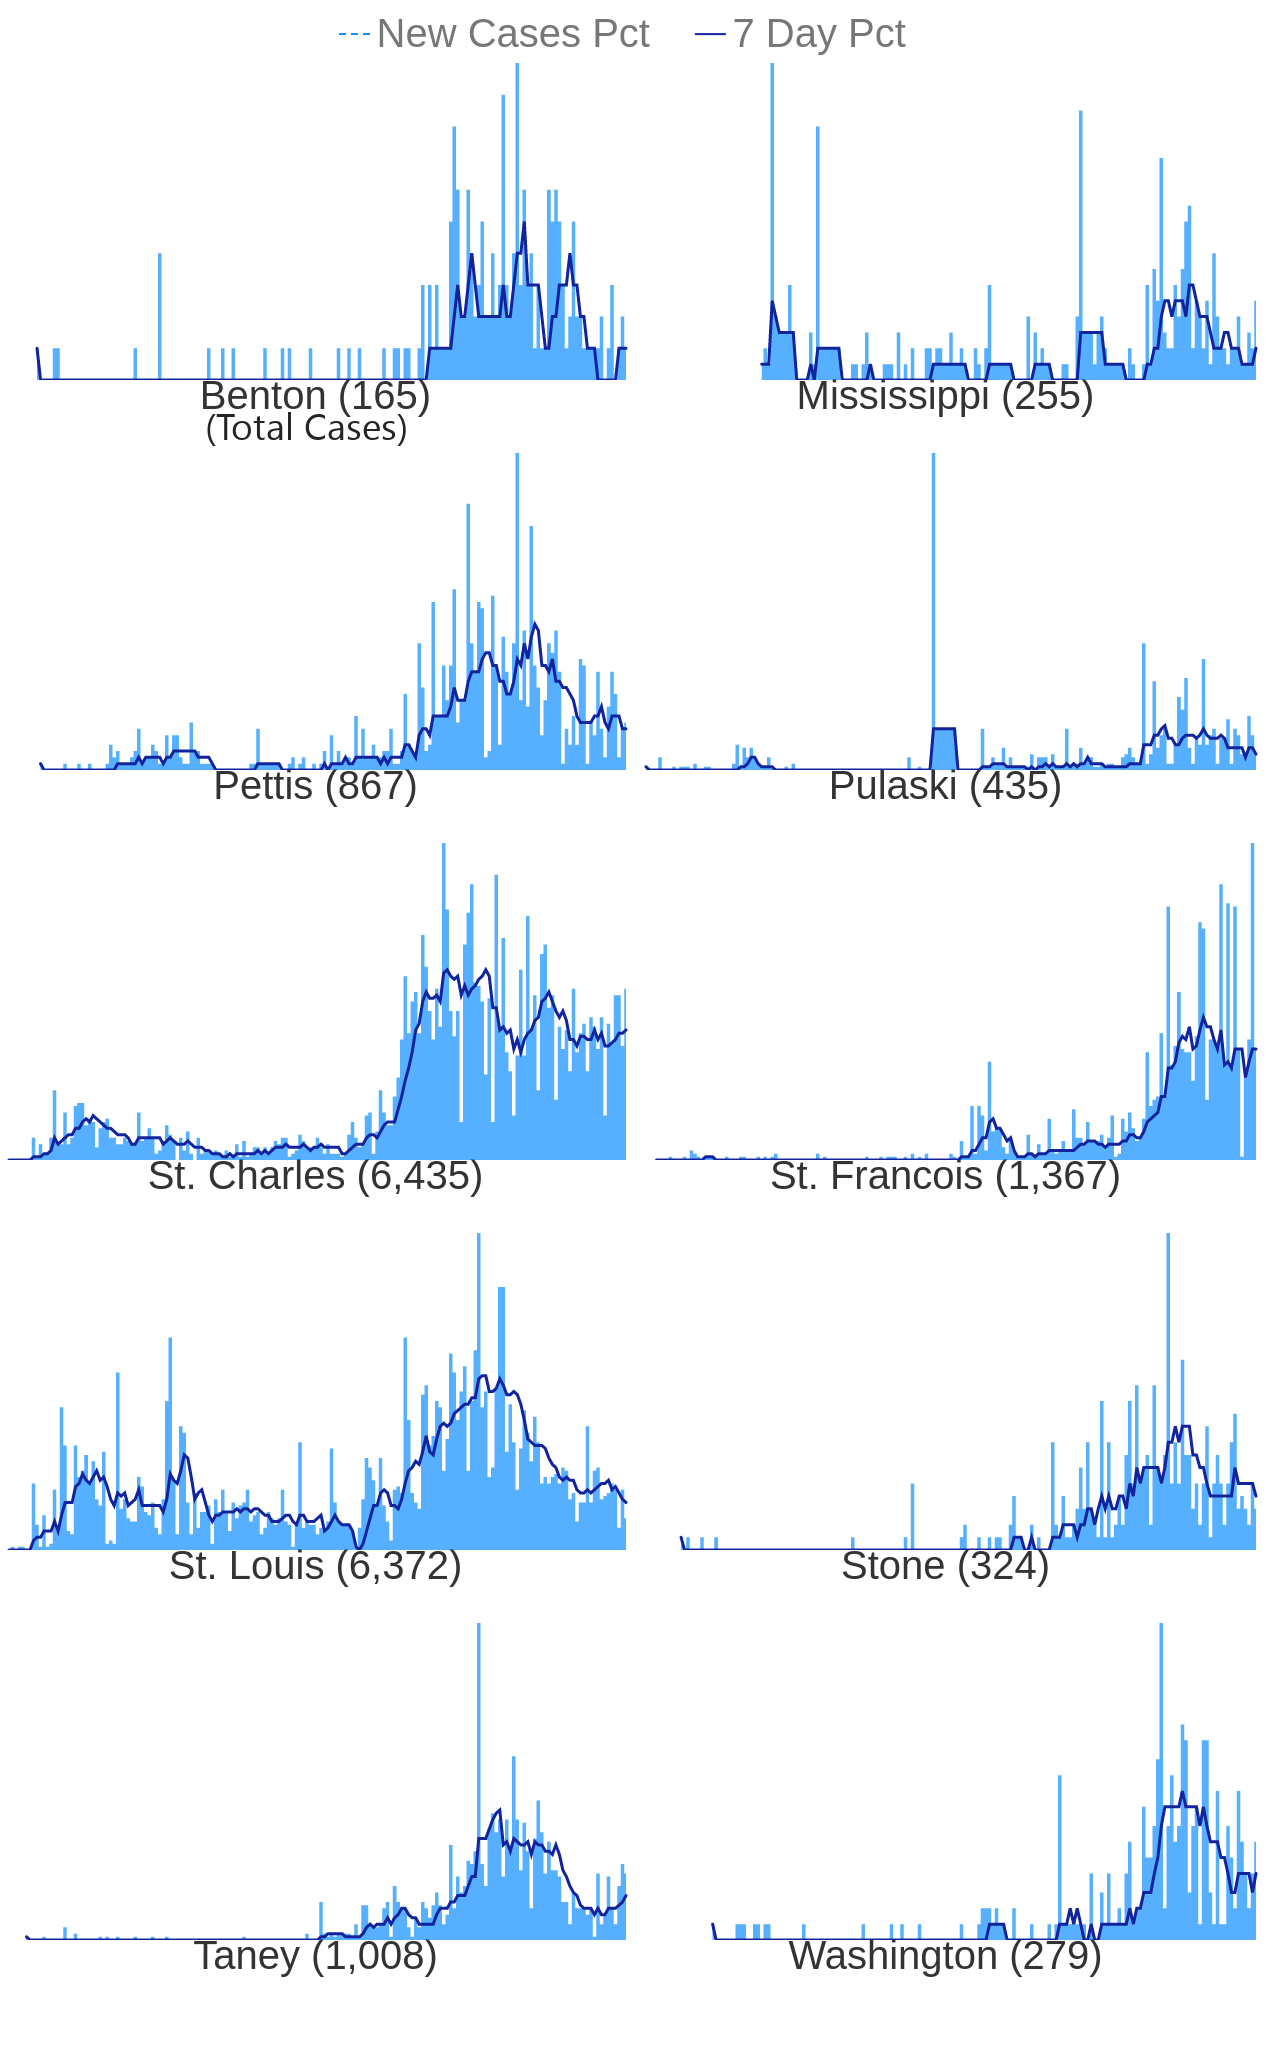 New Cases Pct 7 Day Pct
Benton (165) Mississippi (255)
(Total Cases)
Pettis (867) Pulaski (435)
St. Charles (6,435) St. Francois (1,367)
St. Louis (6,372) Stone (324)
Taney (1,008) Washington (279)